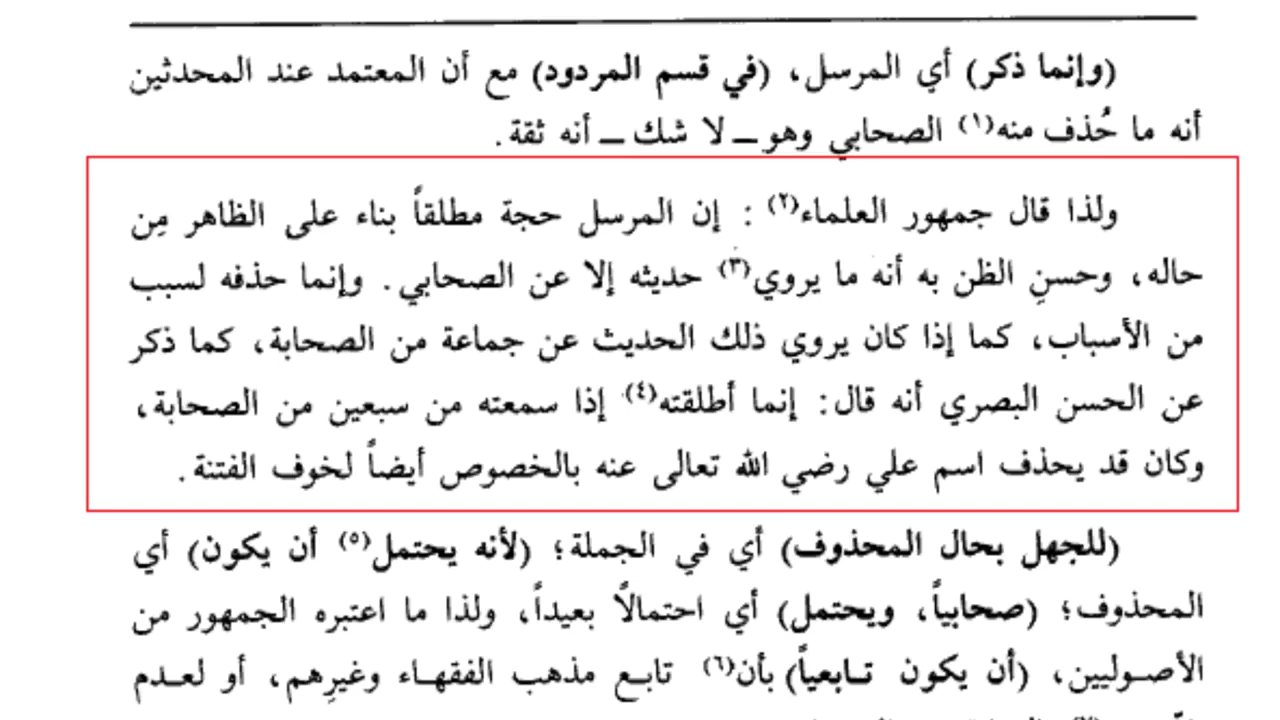 (وإنما ذكر) أي المرسل، (في قسم المردود) مع أن المعتمد عند المحدثين
أنه ما حُذف منه(١) الصحابي وهو ــ لا شك ــ أنه ثقة.
ولذا قال جمهور العلماء(٢) : إن المرسل حجة مطلقاً بناء على الظاهر مِن
حاله، وحسنِ الظن به أنه ما يروي(٣) حديثه إلا عن الصحابي. وإنما حذفه لسبب
من الأسباب، كما إذا كان يروي ذلك الحديث عن جماعة من الصحابة، كما ذكر
عن الحسن البصري أنه قال: إنما أطلقته(٤) إذا سمعته من سبعين من الصحابة،
وكان قد يحذف اسم علي رضي الله تعالى عنه بالخصوص أيضاً لخوف الفتنة.
(للجهل بحال المحذوف) أي في الجملة؛ (لأنه يحتمل(٥) أن يكون) أي
المحذوف؛ (صحابياً، ويحتمل) أي احتمالًا بعيداً، ولذا ما اعتبره الجمهور من
الأصـوليين، (أن يكون تـابعياً) بأن(٦) تابـع مذهب الفقهـاء وغيرِهم، أو لعـدم